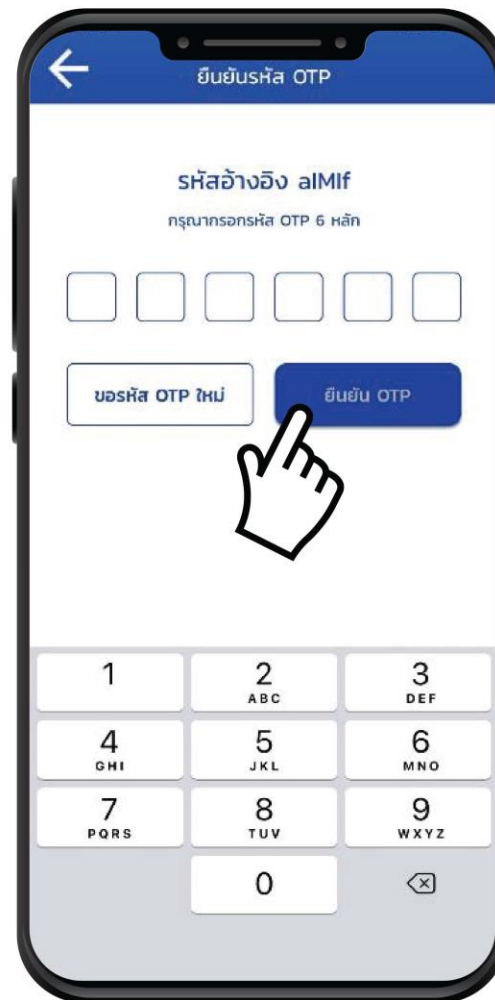 ยืนยันรหัส OTP
รหัสอ้างอิง alMlf
กรุณากรอกรหัส OTP 6 หลัก
ขอรหัส OTP ใหม่ ยืนยัน OTP
1 2 3
ABC DEF
4 5 6
GHI JKL MNO
7 8 9
PQRS TUV WXYZ
0